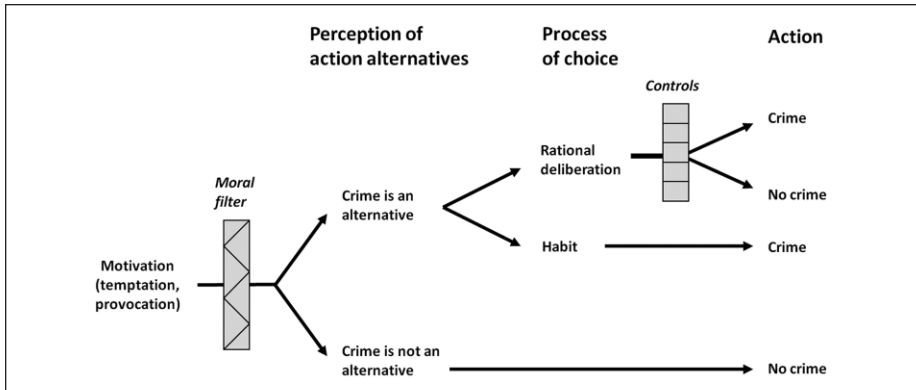 Perception of
action alternatives
Process
of choice
Action
Controls
Crime
Rational
deliberation
Moral
filter
Crime is an
alternative
No crime
Habit
Crime
Motivation
(temptation,
provocation)
Crime is not an
alternative
No crime